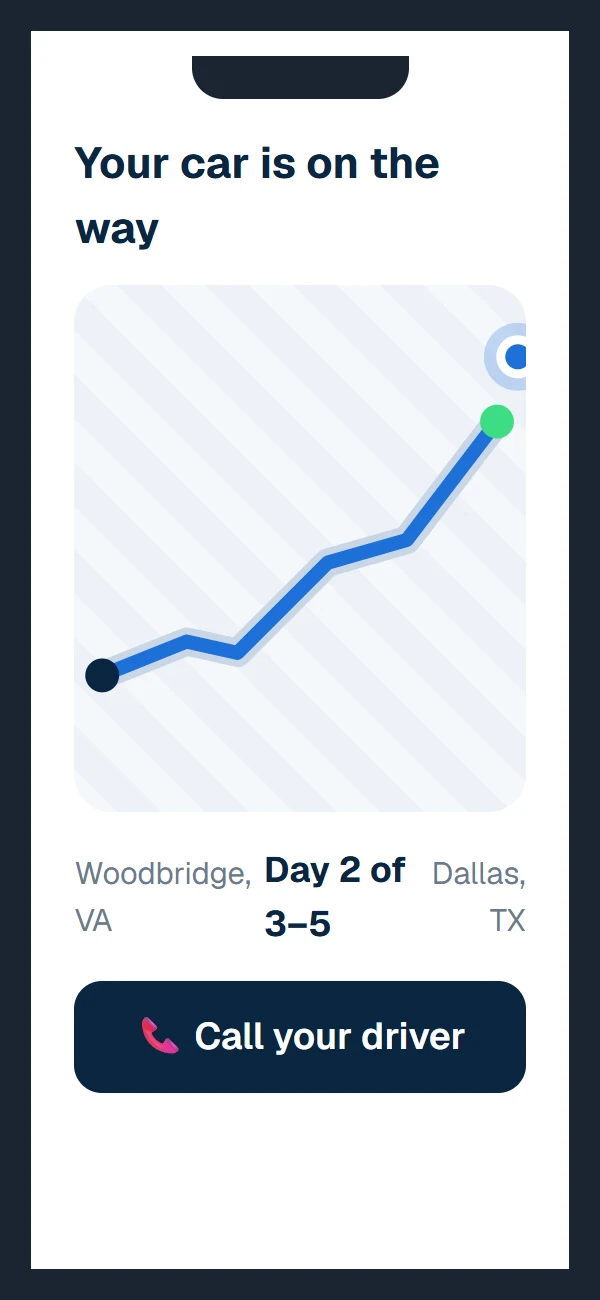 Your car is on the
way
Woodbridge,
VA
Day 2 of
3–5
Dallas,
TX
📞 Call your driver